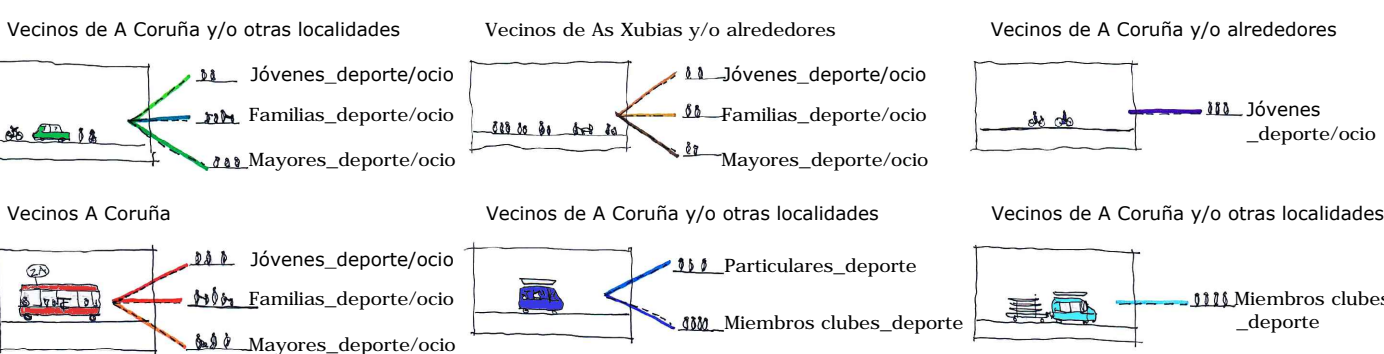 Vecinos de A Coruña y/o otras localidades
Jóvenes_deporte/ocio
Familias_deporte/ocio
Mayores_deporte/ocio
Vecinos de As Xubias y/o alrededores
Jóvenes_deporte/ocio
Familias_deporte/ocio
Mayores_deporte/ocio
Vecinos de A Coruña y/o alrededores
Jóvenes
_deporte/ocio
Vecinos A Coruña
Jóvenes_deporte/ocio
Familias_deporte/ocio
Mayores_deporte/ocio
Vecinos de A Coruña y/o otras localidades
Particulares_deporte
Miembros clubes_deporte
Vecinos de A Coruña y/o otras localidades
Miembros clubes
_deporte